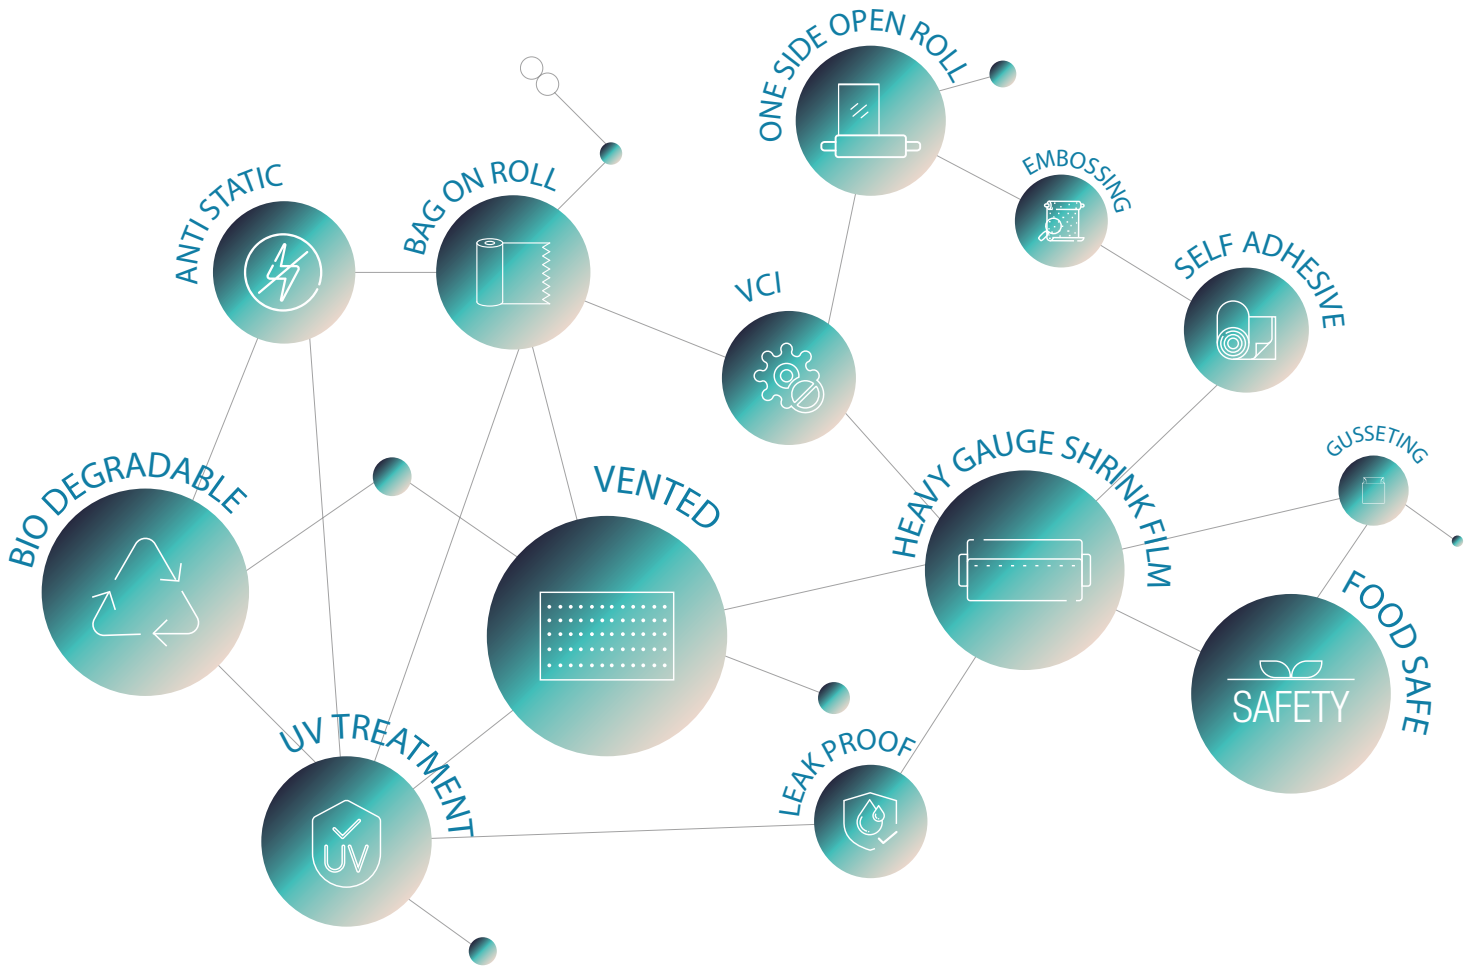 ONE SIDE OPEN ROLL
EMBOSSING
ANTI STATIC
BAG ON ROLL
SELF ADHESIVE
VCI
GUSSETING
HEAVY GAUGE SHRINK FILM
BIO DEGRADABLE
VENTED
FOOD SAFE
SAFETY
UV TREATMENT
UV
LEAK PROOF